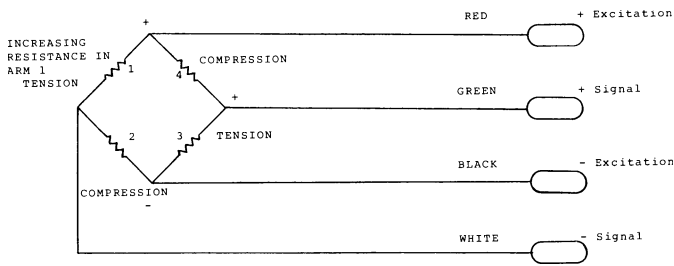 RED + Excitation
+
INCREASING
RESISTANCE IN
ARM 1
TENSION
1
4
COMPRESSION
+
GREEN + Signal
2
3
TENSION
BLACK - Excitation
COMPRESSION
-
WHITE - Signal